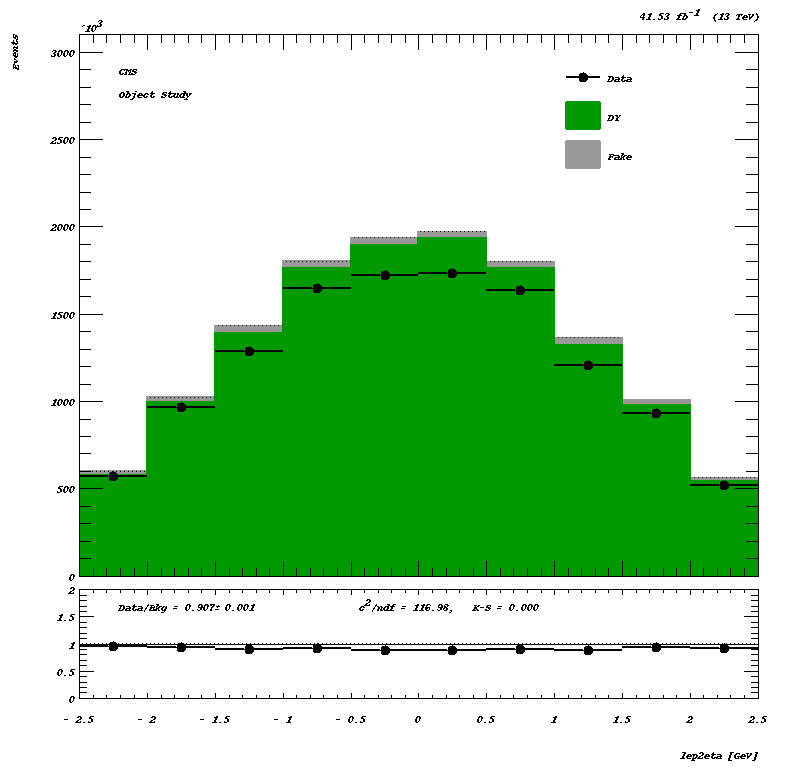 41.53 fb-1 (13 TeV)
×10³
Events
3000
2500
2000
1500
1000
500
0
CMS
Object Study
Data
DY
Fake
2
1.5
1
0.5
0
Data/Bkg = 0.907± 0.001 c2/ndf = 116.98, K-S = 0.000
- 2.5 - 2 - 1.5 - 1 - 0.5 0 0.5 1 1.5 2 2.5
lep2eta [GeV]